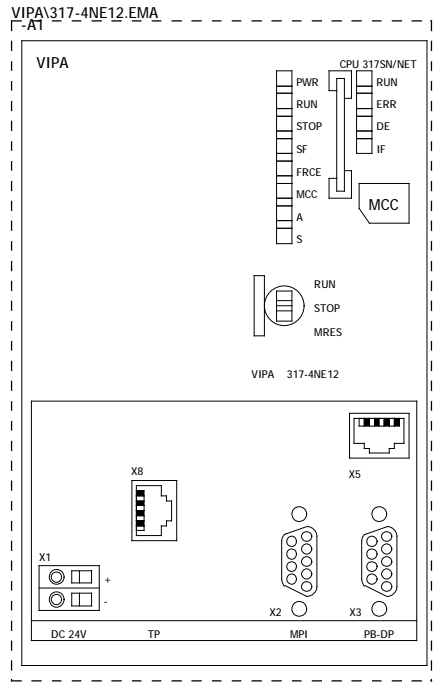 VIPA\317-4NE12.EMA
-A1
VIPA
CPU 317SN/NET
PWR
RUN
STOP
SF
FRCE
MCC
A
S
RUN
ERR
DE
IF
MCC
RUN
STOP
MRES
VIPA 317-4NE12
X8
X5
X1
+
-
X2
X3
DC 24V
TP
MPI
PB-DP